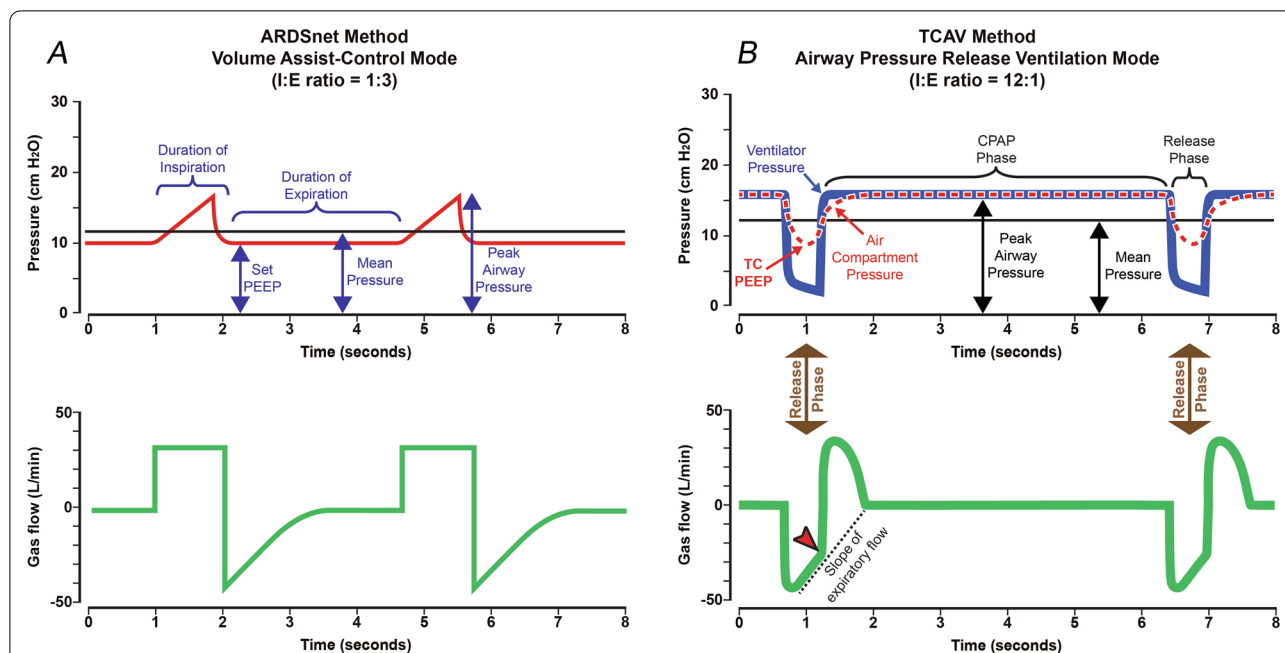 A
ARDSnet Method
Volume Assist-Control Mode
(I:E ratio = 1:3)
Pressure (cm H₂O)
30
20
10
0
Duration of
Inspiration
Duration of
Expiration
Set
PEEP
Mean
Pressure
Peak
Airway
Pressure
0 1 2 3 4 5 6 7 8
Time (seconds)
Gas flow (L/min)
50
0
-50
0 1 2 3 4 5 6 7 8
Time (seconds)
B
TCAV Method
Airway Pressure Release Ventilation Mode
(I:E ratio = 12:1)
Pressure (cm H₂O)
30
20
10
0
Ventilator
Pressure
CPAP
Phase
Release
Phase
TC
PEEP
Air
Compartment
Pressure
Peak
Airway
Pressure
Mean
Pressure
0 1 2 3 4 5 6 7 8
Time (seconds)
Release
Phase
Release
Phase
Gas flow (L/min)
50
0
-50
Slope of
expiratory flow
0 1 2 3 4 5 6 7 8
Time (seconds)